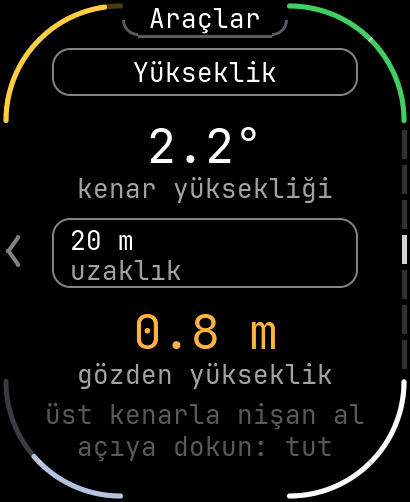 Araçlar
Yükseklik
2.2°
kenar yüksekliği
20 m
uzaklık
0.8 m
gözden yükseklik
üst kenarla nişan al
açıya dokun: tut